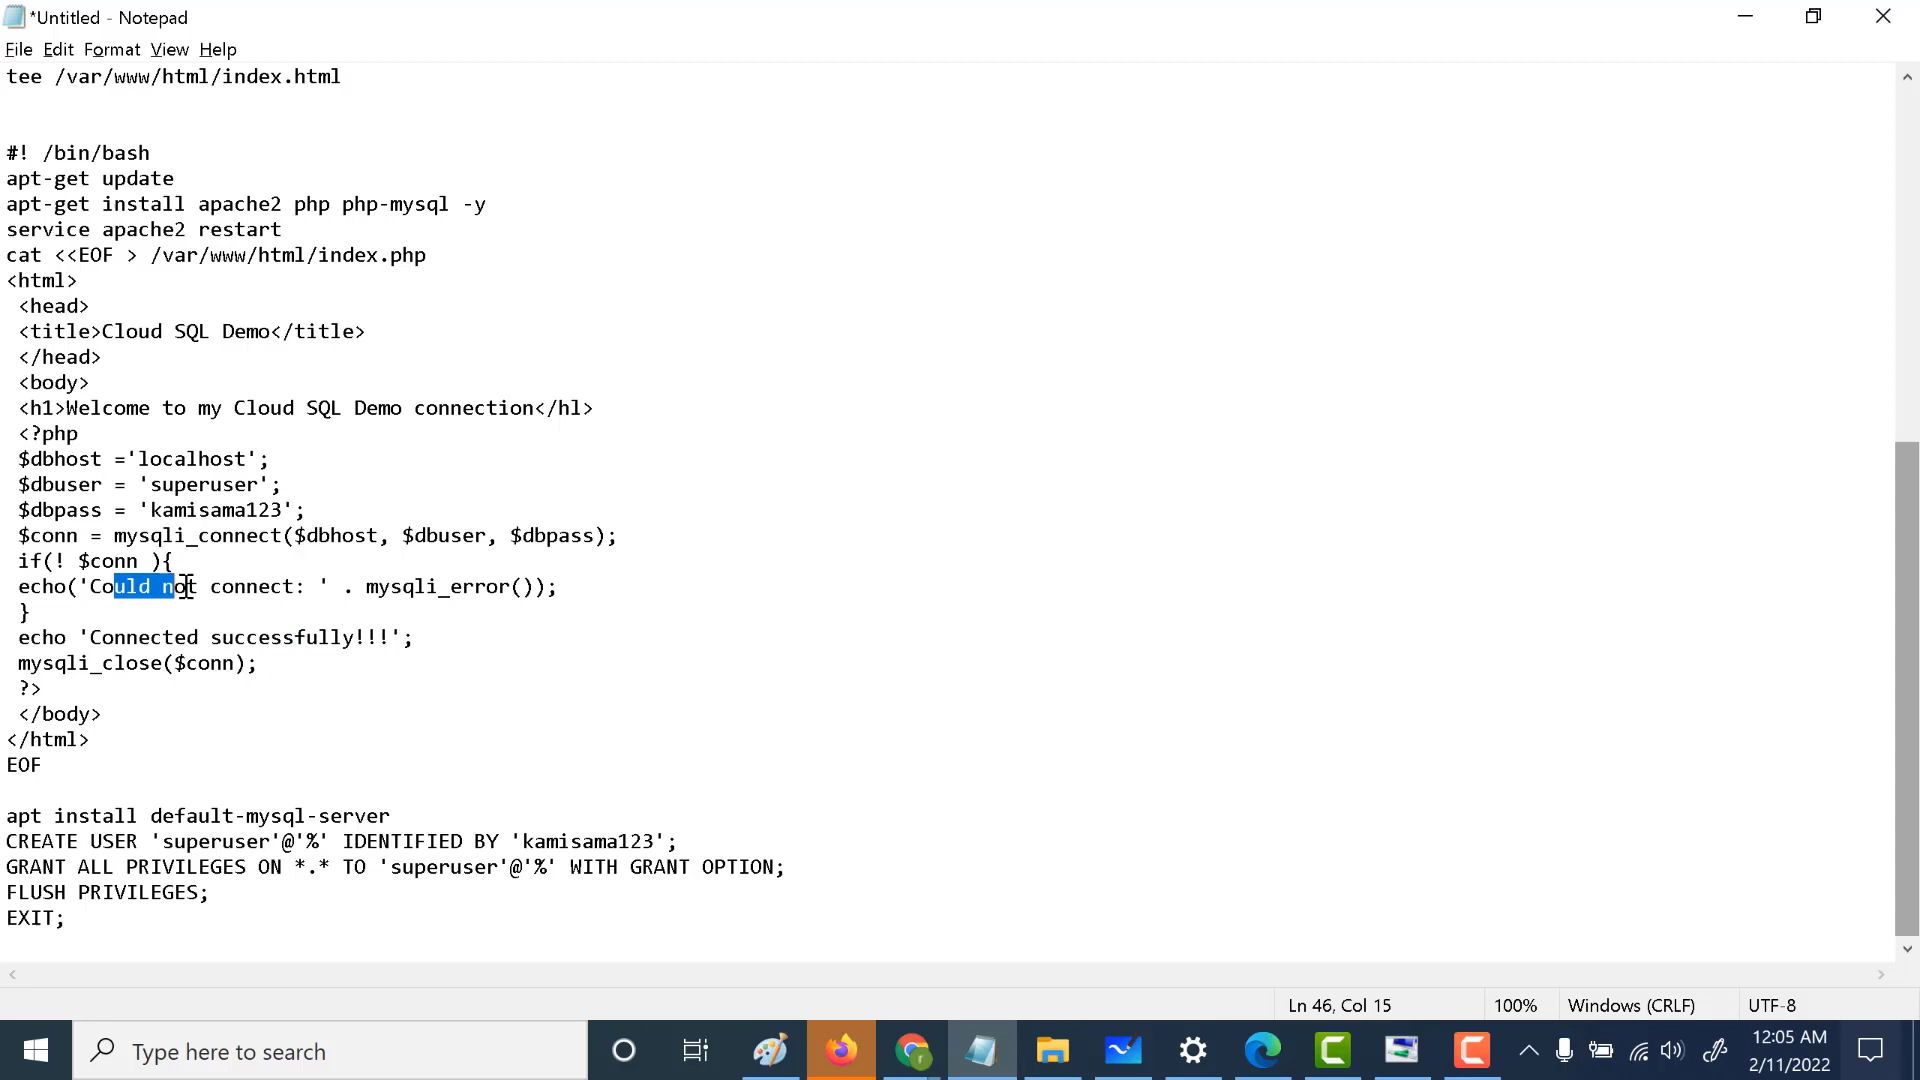 *Untitled - Notepad
File Edit Format View Help
tee /var/www/html/index.html
#! /bin/bash
apt-get update
apt-get install apache2 php php-mysql -y
service apache2 restart
cat <<EOF > /var/www/html/index.php
<html>
<head>
<title>Cloud SQL Demo</title>
</head>
<body>
<h1>Welcome to my Cloud SQL Demo connection</hl>
<?php
$dbhost ='localhost';
$dbuser = 'superuser';
$dbpass = 'kamisama123';
$conn = mysqli_connect($dbhost, $dbuser, $dbpass);
if(! $conn ){
echo('Could not connect: ' . mysqli_error());
}
echo 'Connected successfully!!!';
mysqli_close($conn);
?>
</body>
</html>
EOF
apt install default-mysql-server
CREATE USER 'superuser'@'%' IDENTIFIED BY 'kamisama123';
GRANT ALL PRIVILEGES ON *.* TO 'superuser'@'%' WITH GRANT OPTION;
FLUSH PRIVILEGES;
EXIT;
Ln 46, Col 15 100% Windows (CRLF) UTF-8
Type here to search
12:05 AM
2/11/2022